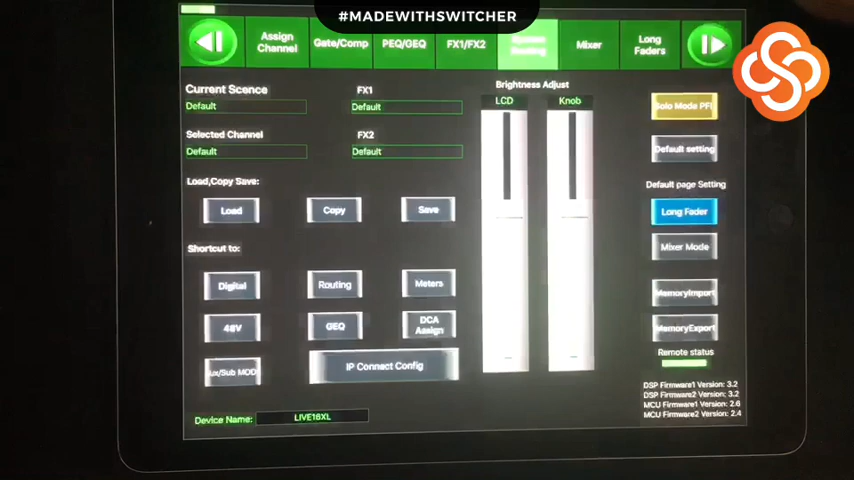 #MADEWITHSWITCHER
Assign
Channel
Gate/Comp
PEQ/GEQ
FX1/FX2
Mixer
Long
Faders
Current Scence
Default
FX1
Default
Selected Channel
Default
FX2
Default
Load,Copy Save:
Load
Copy
Save
Shortcut to:
Digital
Routing
Meters
48V
GEQ
DCA
Assign
ux/Sub MOD
IP Connect Config
Device Name:
LIVE16XL
Brightness Adjust
LCD
Knob
Solo Mode PFL
Default setting
Default page Setting
Long Fader
Mixer Mode
MemoryImport
MemoryExport
Remote status
DSP Firmware1 Version: 3.2
DSP Firmware2 Version: 3.2
MCU Firmware1 Version: 2.6
MCU Firmware2 Version: 2.4